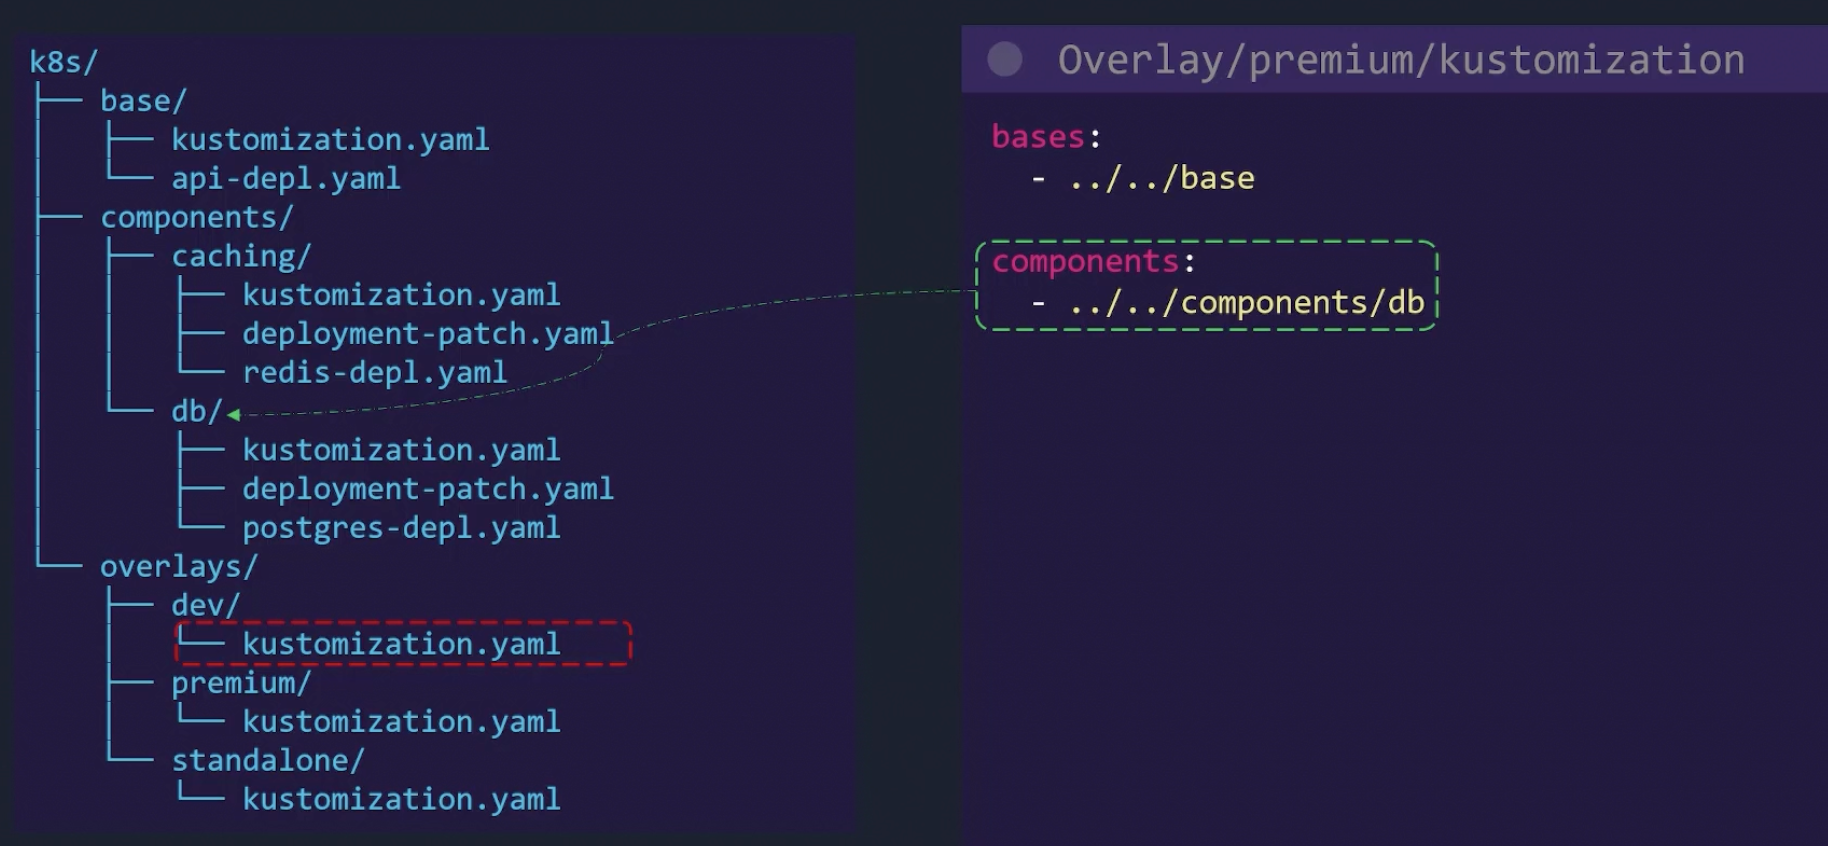 k8s/
├── base/
│   ├── kustomization.yaml
│   └── api-depl.yaml
├── components/
│   ├── caching/
│   │   ├── kustomization.yaml
│   │   ├── deployment-patch.yaml
│   │   └── redis-depl.yaml
│   └── db/
│       ├── kustomization.yaml
│       ├── deployment-patch.yaml
│       └── postgres-depl.yaml
└── overlays/
    ├── dev/
    │   └── kustomization.yaml
    ├── premium/
    │   └── kustomization.yaml
    └── standalone/
        └── kustomization.yaml
Overlay/premium/kustomization
bases:
  - ../../base
components:
  - ../../components/db